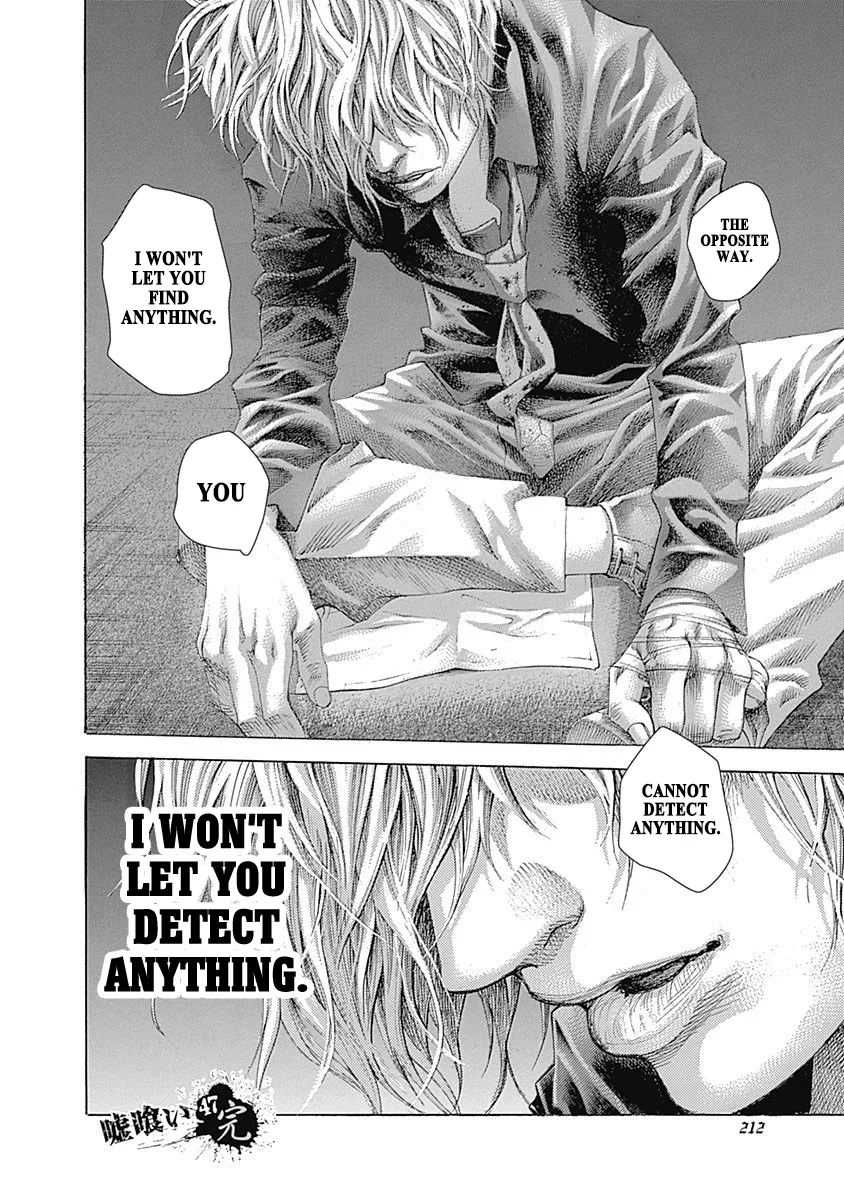 THE
OPPOSITE
WAY.
I WON'T
LET YOU
FIND
ANYTHING.
YOU
CANNOT
DETECT
ANYTHING.
I WON'T
LET YOU
DETECT
ANYTHING.
嘘喰い 47 完
212